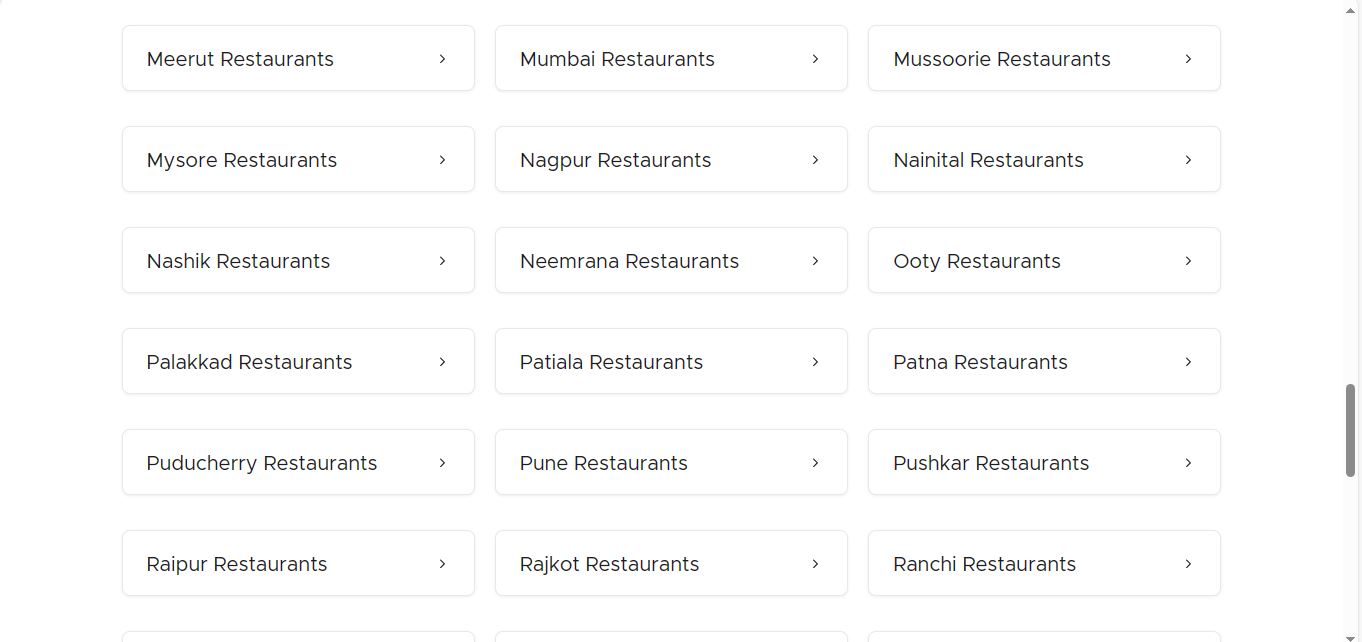 Meerut Restaurants
Mumbai Restaurants
Mussoorie Restaurants
Mysore Restaurants
Nagpur Restaurants
Nainital Restaurants
Nashik Restaurants
Neemrana Restaurants
Ooty Restaurants
Palakkad Restaurants
Patiala Restaurants
Patna Restaurants
Puducherry Restaurants
Pune Restaurants
Pushkar Restaurants
Raipur Restaurants
Rajkot Restaurants
Ranchi Restaurants